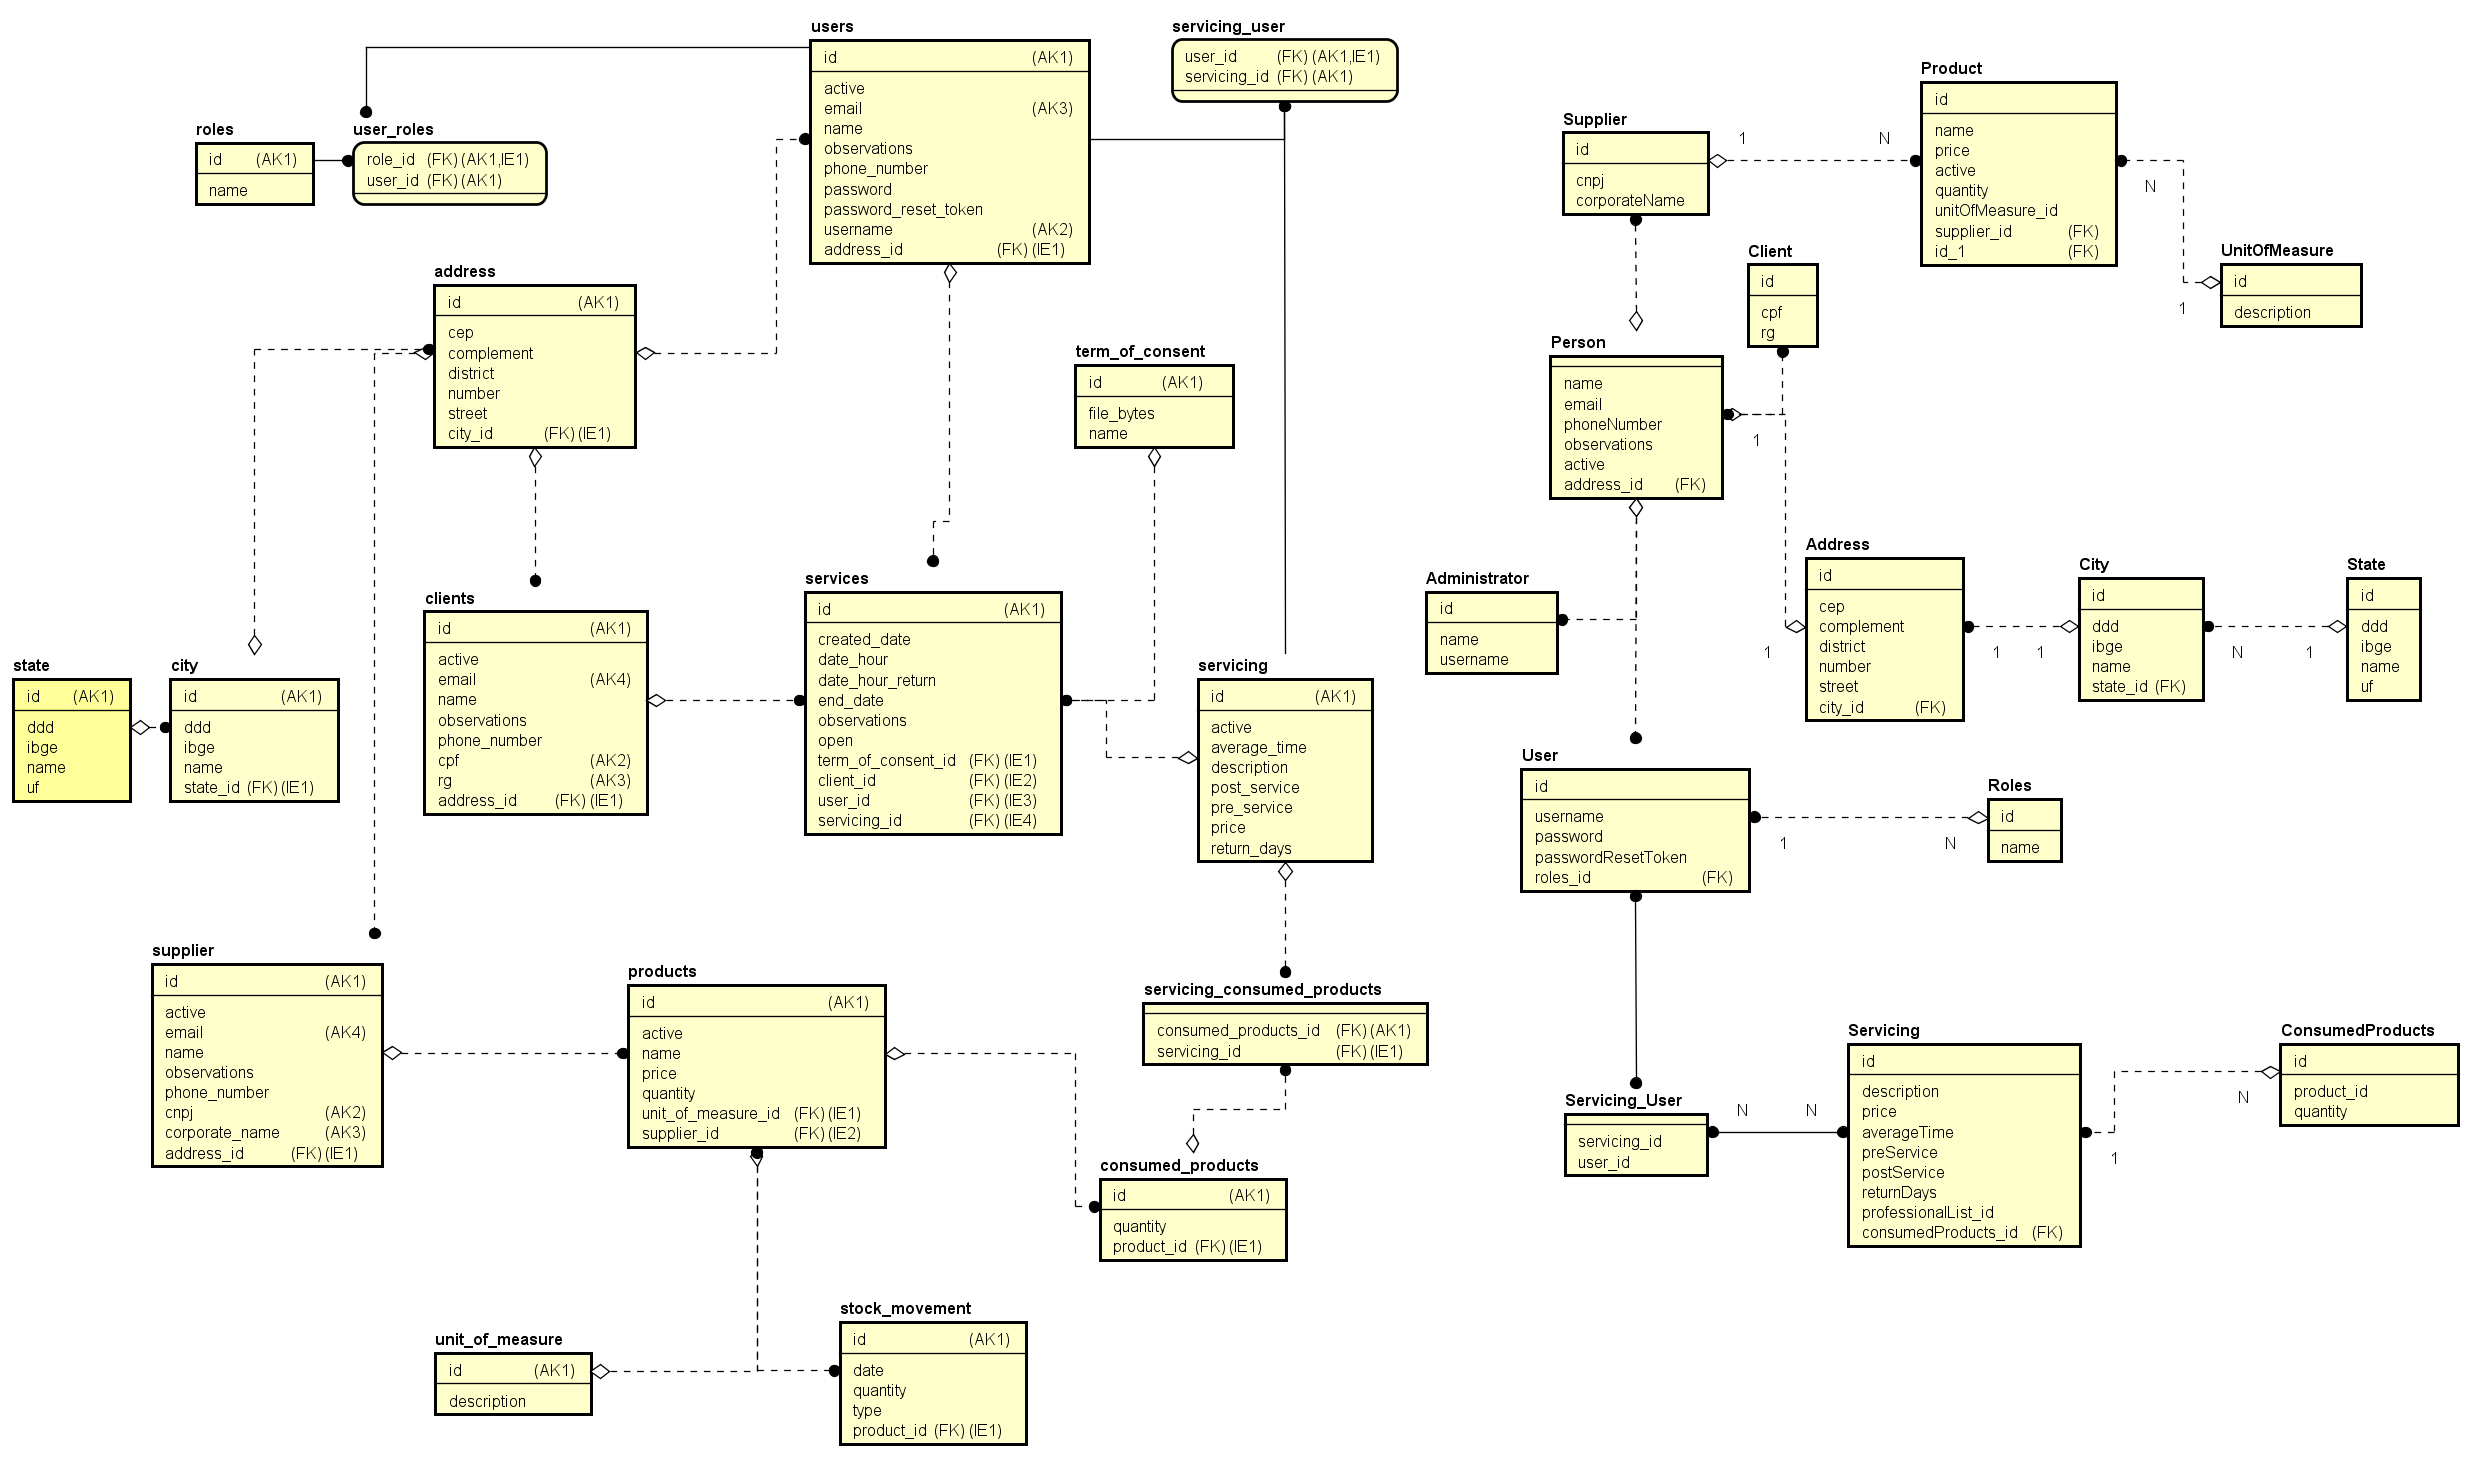 users
id (AK1)
active
email (AK3)
name
observations
phone_number
password
password_reset_token
username (AK2)
address_id (FK) (IE1)
servicing_user
user_id (FK) (AK1,IE1)
servicing_id (FK) (AK1)
roles
id (AK1)
name
user_roles
role_id (FK) (AK1,IE1)
user_id (FK) (AK1)
address
id (AK1)
cep
complement
district
number
street
city_id (FK) (IE1)
term_of_consent
id (AK1)
file_bytes
name
state
id (AK1)
ddd
ibge
name
uf
city
id (AK1)
ddd
ibge
name
state_id (FK) (IE1)
clients
id (AK1)
active
email (AK4)
name
observations
phone_number
cpf (AK2)
rg (AK3)
address_id (FK) (IE1)
services
id (AK1)
created_date
date_hour
date_hour_return
end_date
observations
open
term_of_consent_id (FK) (IE1)
client_id (FK) (IE2)
user_id (FK) (IE3)
servicing_id (FK) (IE4)
servicing
id (AK1)
active
average_time
description
post_service
pre_service
price
return_days
supplier
id (AK1)
active
email (AK4)
name
observations
phone_number
cnpj (AK2)
corporate_name (AK3)
address_id (FK) (IE1)
products
id (AK1)
active
name
price
quantity
unit_of_measure_id (FK) (IE1)
supplier_id (FK) (IE2)
servicing_consumed_products
consumed_products_id (FK) (AK1)
servicing_id (FK) (IE1)
consumed_products
id (AK1)
quantity
product_id (FK) (IE1)
unit_of_measure
id (AK1)
description
stock_movement
id (AK1)
date
quantity
type
product_id (FK) (IE1)
Supplier
id
cnpj
corporateName
1 N
Product
id
name
price
active
quantity
unitOfMeasure_id
supplier_id (FK)
id_1 (FK)
N
1
UnitOfMeasure
id
description
Client
id
cpf
rg
Person
name
email
phoneNumber
observations
active
address_id (FK)
1
1
Administrator
id
name
username
Address
id
cep
complement
district
number
street
city_id (FK)
1 1
City
id
ddd
ibge
name
state_id (FK)
N 1
State
id
ddd
ibge
name
uf
User
id
username
password
passwordResetToken
roles_id (FK)
1 N
Roles
id
name
Servicing_User
servicing_id
user_id
N N
Servicing
id
description
price
averageTime
preService
postService
returnDays
professionalList_id
consumedProducts_id (FK)
1
N
ConsumedProducts
id
product_id
quantity